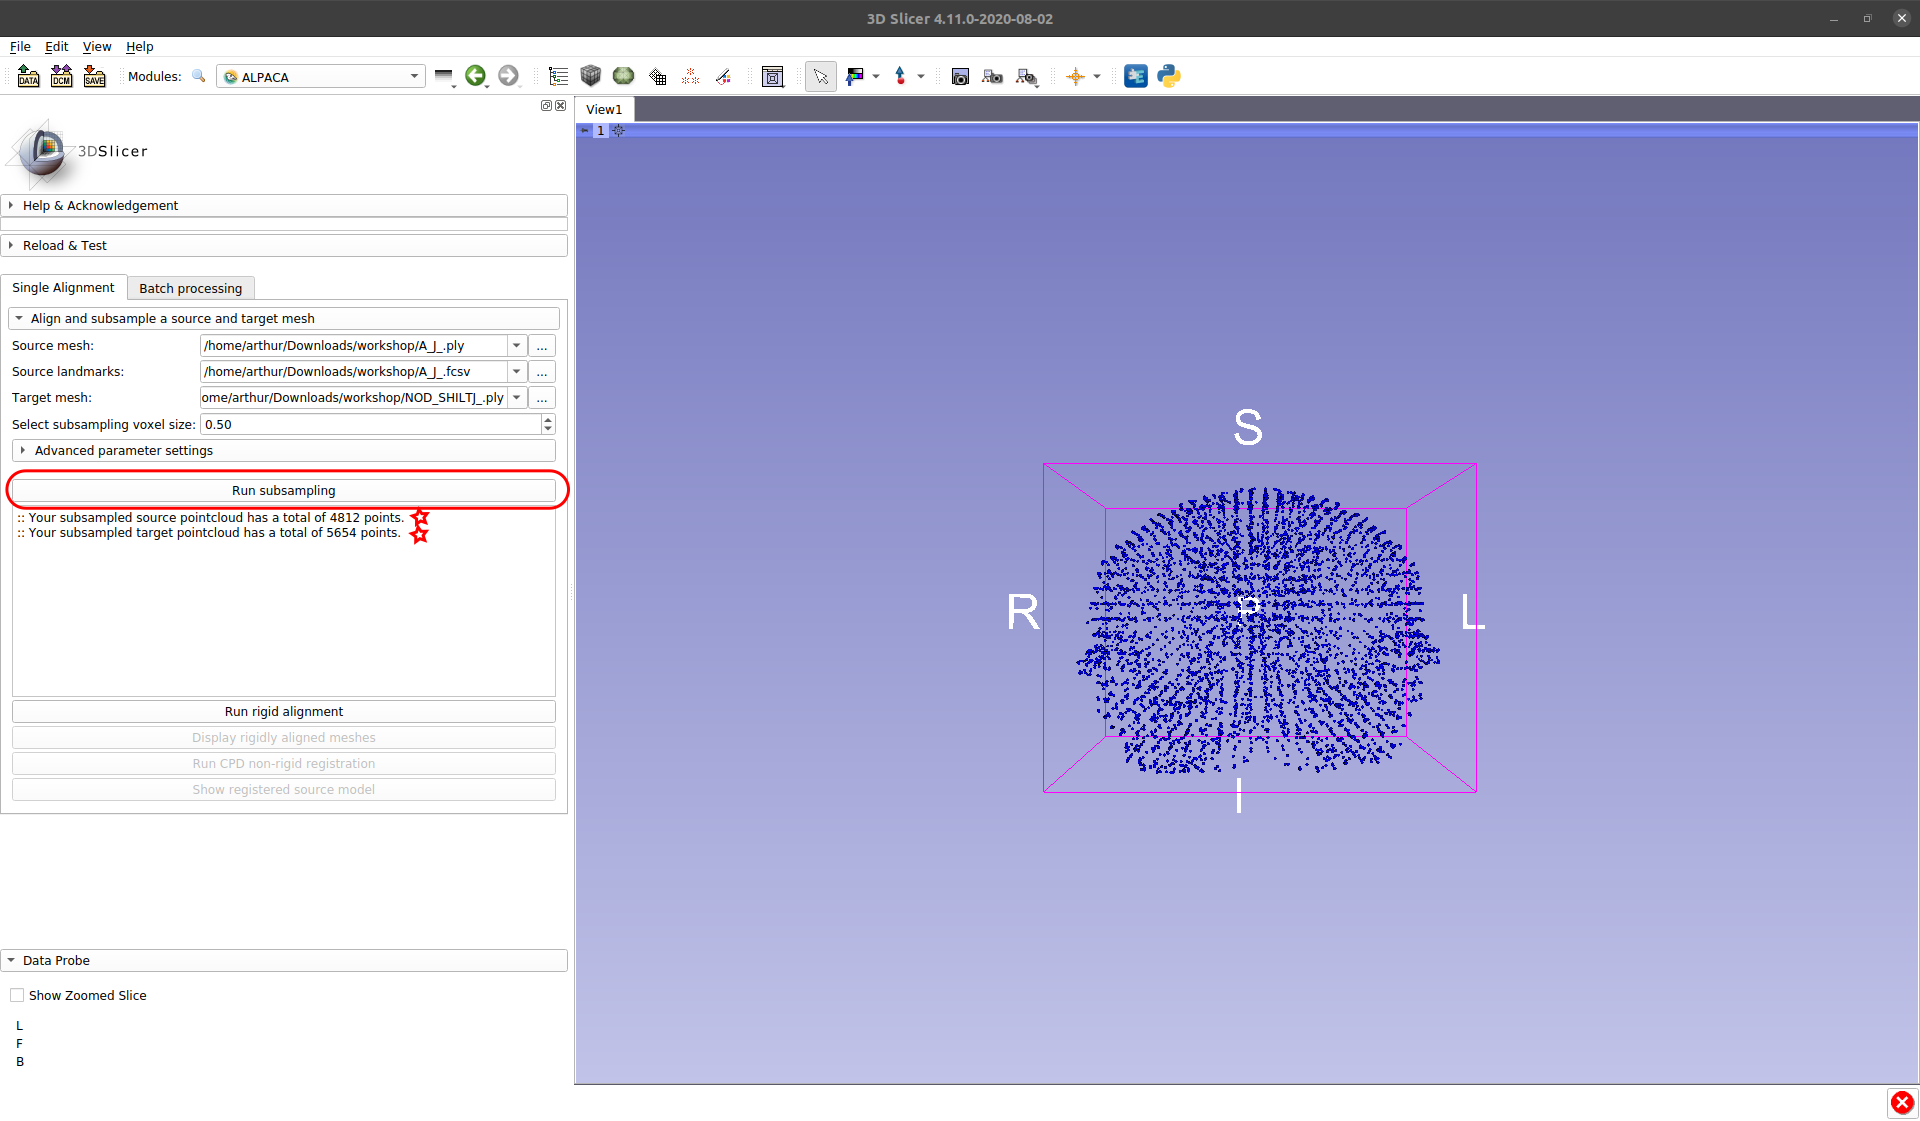 3D Slicer 4.11.0-2020-08-02
File Edit View Help
DATA DCM SAVE Modules: ALPACA
View1
1
3DSlicer
Help & Acknowledgement
Reload & Test
Single Alignment Batch processing
Align and subsample a source and target mesh
Source mesh: /home/arthur/Downloads/workshop/A_J_.ply ...
Source landmarks: /home/arthur/Downloads/workshop/A_J_.fcsv ...
Target mesh: ome/arthur/Downloads/workshop/NOD_SHILTJ_.ply ...
Select subsampling voxel size: 0.50
Advanced parameter settings
Run subsampling
:: Your subsampled source pointcloud has a total of 4812 points.
:: Your subsampled target pointcloud has a total of 5654 points.
Run rigid alignment
Display rigidly aligned meshes
Run CPD non-rigid registration
Show registered source model
Data Probe
Show Zoomed Slice
L
F
B
S
R P L
I